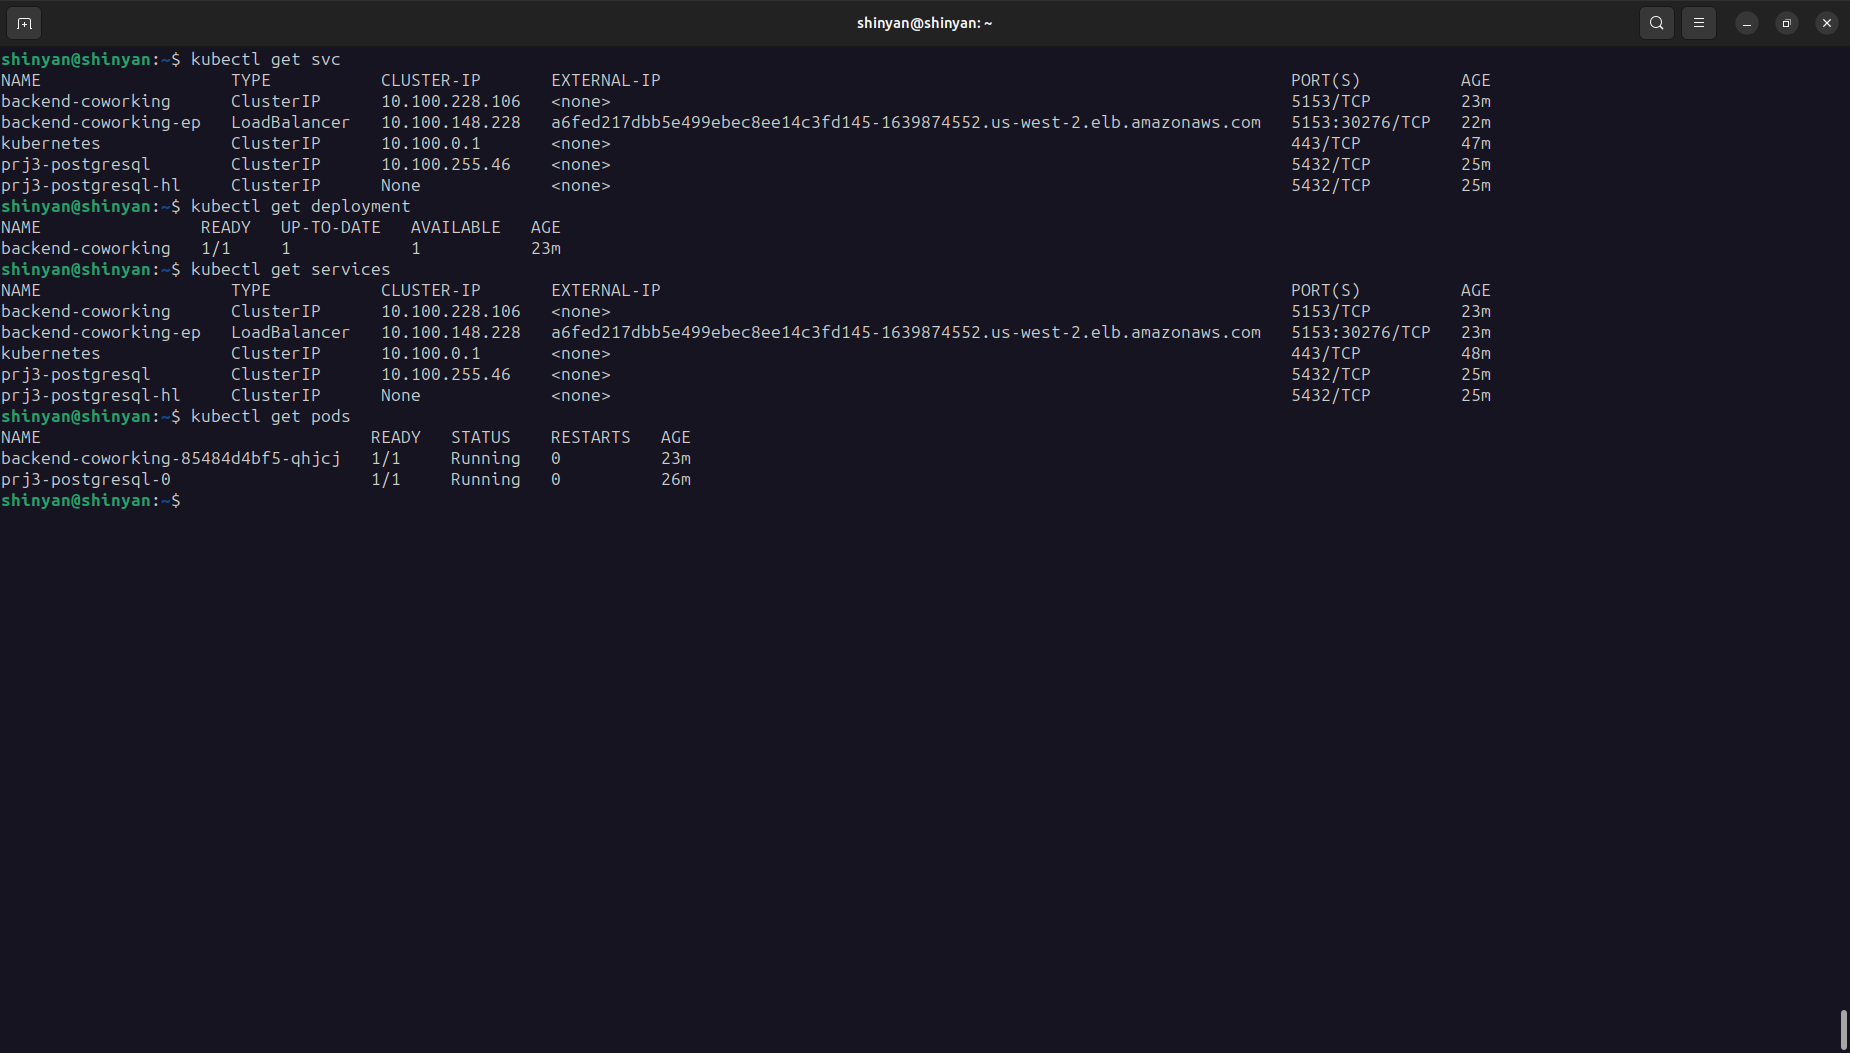 shinyan@shinyan: ~
shinyan@shinyan:~$ kubectl get svc
NAME                   TYPE           CLUSTER-IP       EXTERNAL-IP                                                               PORT(S)          AGE
backend-coworking      ClusterIP      10.100.228.106   <none>                                                                    5153/TCP         23m
backend-coworking-ep   LoadBalancer   10.100.148.228   a6fed217dbb5e499ebec8ee14c3fd145-1639874552.us-west-2.elb.amazonaws.com   5153:30276/TCP   22m
kubernetes             ClusterIP      10.100.0.1       <none>                                                                    443/TCP          47m
prj3-postgresql        ClusterIP      10.100.255.46    <none>                                                                    5432/TCP         25m
prj3-postgresql-hl     ClusterIP      None             <none>                                                                    5432/TCP         25m
shinyan@shinyan:~$ kubectl get deployment
NAME                READY   UP-TO-DATE   AVAILABLE   AGE
backend-coworking   1/1     1            1           23m
shinyan@shinyan:~$ kubectl get services
NAME                   TYPE           CLUSTER-IP       EXTERNAL-IP                                                               PORT(S)          AGE
backend-coworking      ClusterIP      10.100.228.106   <none>                                                                    5153/TCP         23m
backend-coworking-ep   LoadBalancer   10.100.148.228   a6fed217dbb5e499ebec8ee14c3fd145-1639874552.us-west-2.elb.amazonaws.com   5153:30276/TCP   23m
kubernetes             ClusterIP      10.100.0.1       <none>                                                                    443/TCP          48m
prj3-postgresql        ClusterIP      10.100.255.46    <none>                                                                    5432/TCP         25m
prj3-postgresql-hl     ClusterIP      None             <none>                                                                    5432/TCP         25m
shinyan@shinyan:~$ kubectl get pods
NAME                                 READY   STATUS    RESTARTS   AGE
backend-coworking-85484d4bf5-qhjcj   1/1     Running   0          23m
prj3-postgresql-0                    1/1     Running   0          26m
shinyan@shinyan:~$